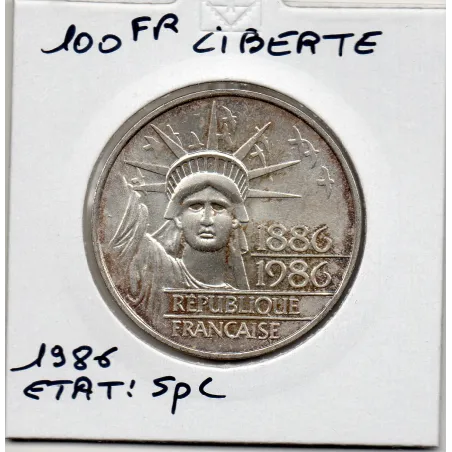 100 FR LIBERTE
1886
1986
RÉPUBLIQUE
FRANÇAISE
1986
ETAT: SPL